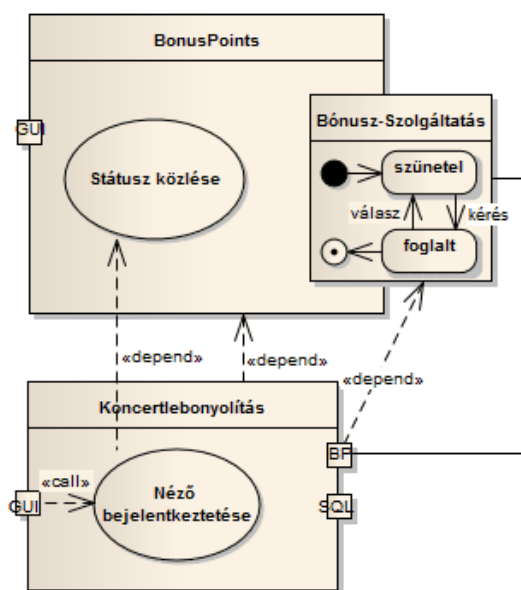 BonusPoints
GUI
Bónusz-Szolgáltatás
Státusz közlése
szünetel
válasz
kérés
foglalt
«depend»
«depend»
«depend»
Koncertlebonyolítás
BP
«call»
GUI
Néző
bejelentkeztetése
SQL